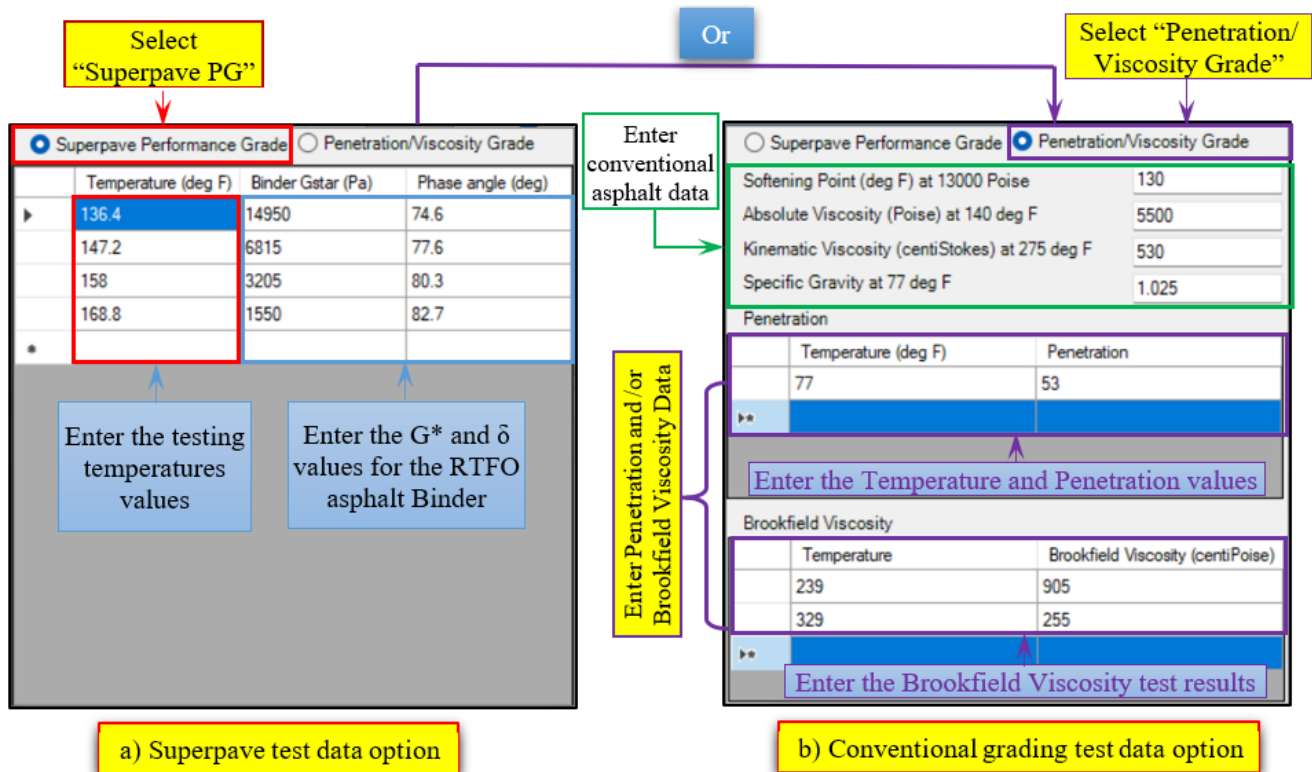 Or
Select
“Superpave PG”
Select “Penetration/
Viscosity Grade”
Superpave Performance Grade Penetration/Viscosity Grade
Temperature (deg F) Binder Gstar (Pa) Phase angle (deg)
136.4 14950 74.6
147.2 6815 77.6
158 3205 80.3
168.8 1550 82.7
Enter the testing
temperatures
values
Enter the G* and δ
values for the RTFO
asphalt Binder
a) Superpave test data option
Enter
conventional
asphalt data
Superpave Performance Grade Penetration/Viscosity Grade
Softening Point (deg F) at 13000 Poise 130
Absolute Viscosity (Poise) at 140 deg F 5500
Kinematic Viscosity (centiStokes) at 275 deg F 530
Specific Gravity at 77 deg F 1.025
Penetration
Temperature (deg F) Penetration
77 53
Enter the Temperature and Penetration values
Enter Penetration and /or
Brookfield Viscosity Data
Brookfield Viscosity
Temperature Brookfield Viscosity (centiPoise)
239 905
329 255
Enter the Brookfield Viscosity test results
b) Conventional grading test data option